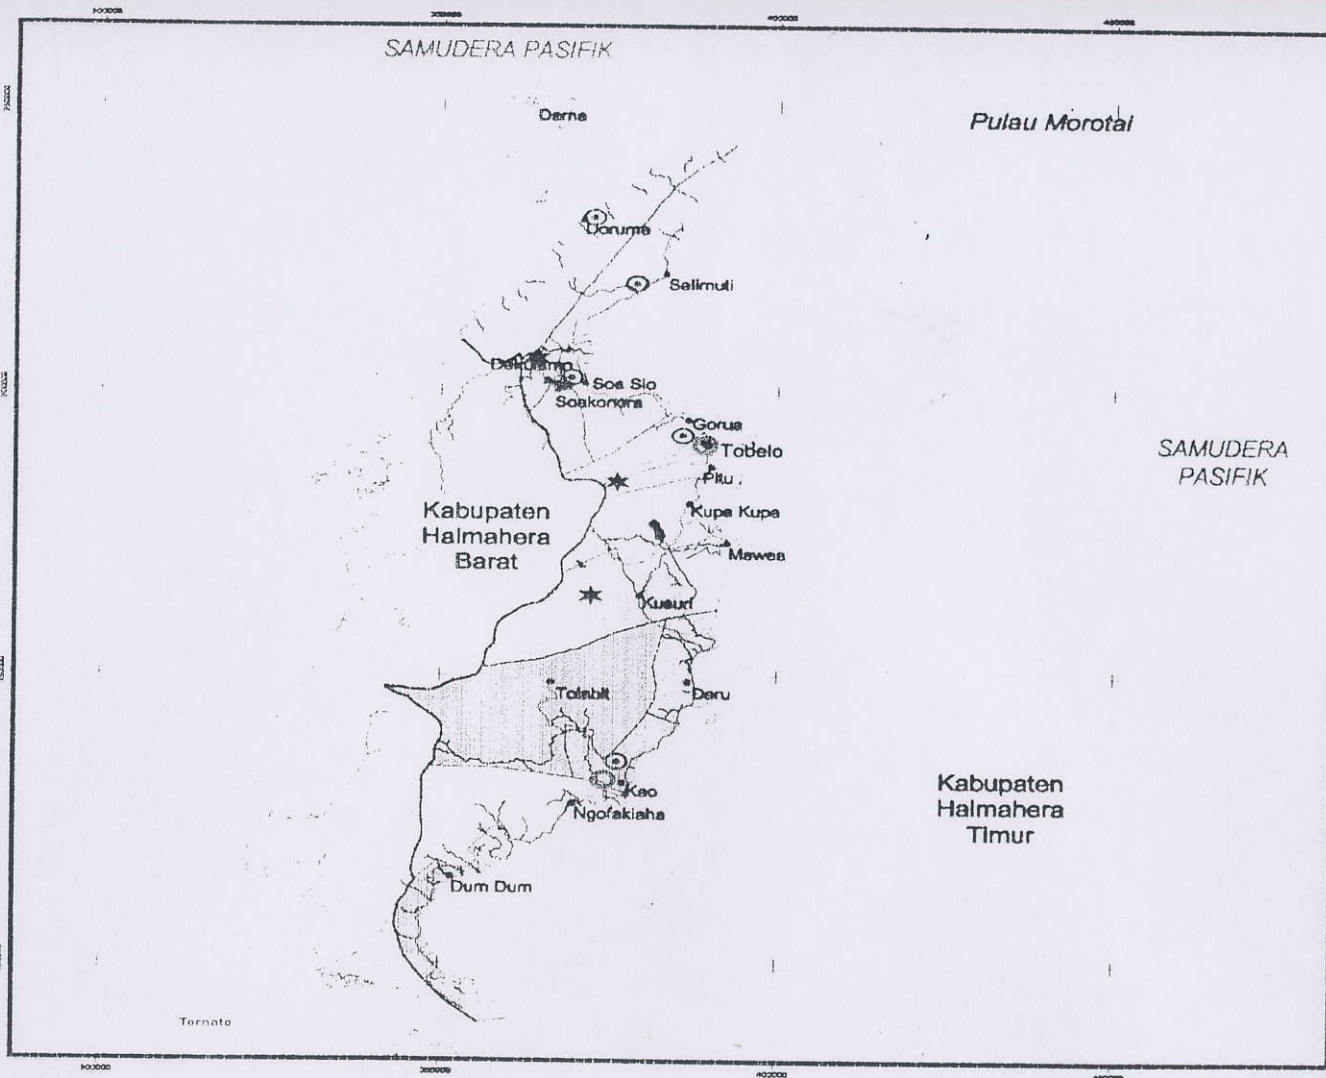 SAMUDERA PASIFIK
Dama
Pulau Morotai
Doruma
Salimuli
Soa Sio
Soakonora
Gorua
Tobelo
SAMUDERA
PASIFIK
Pitu
Kabupaten
Halmahera
Barat
Kupa Kupa
Mawea
Kusuri
Tolabit
Daru
Kabupaten
Halmahera
Timur
Kao
Ngofakiaha
Dum Dum
Ternate
400000